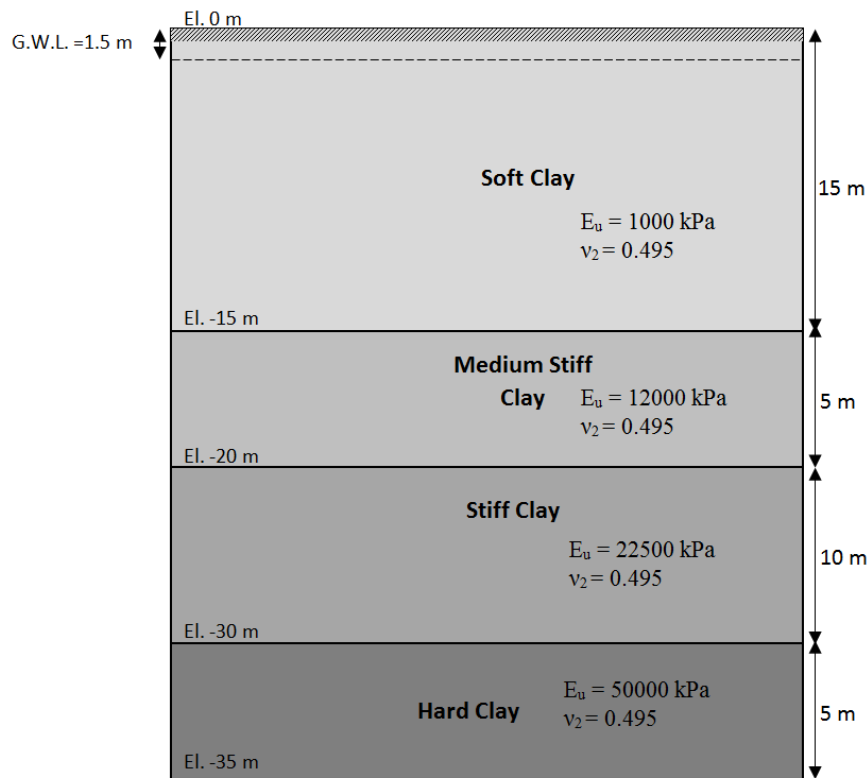 El. 0 m
G.W.L. =1.5 m
Soft Clay
15 m
Eu = 1000 kPa
ν2 = 0.495
El. -15 m
Medium Stiff
Clay
Eu = 12000 kPa
ν2 = 0.495
5 m
El. -20 m
Stiff Clay
Eu = 22500 kPa
ν2 = 0.495
10 m
El. -30 m
Eu = 50000 kPa
Hard Clay
ν2 = 0.495
5 m
El. -35 m